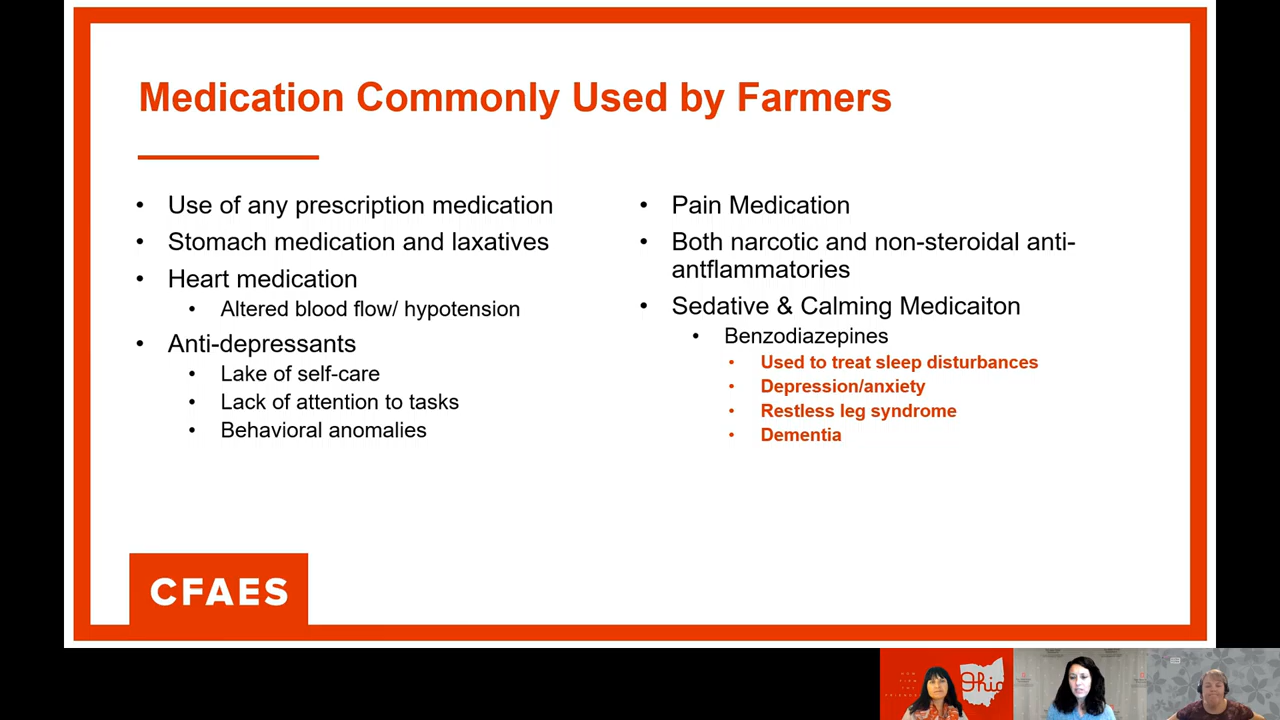 Medication Commonly Used by Farmers
• Use of any prescription medication
• Stomach medication and laxatives
• Heart medication
• Altered blood flow/ hypotension
• Anti-depressants
• Lake of self-care
• Lack of attention to tasks
• Behavioral anomalies
• Pain Medication
• Both narcotic and non-steroidal anti-
antflammatories
• Sedative & Calming Medicaiton
• Benzodiazepines
• Used to treat sleep disturbances
• Depression/anxiety
• Restless leg syndrome
• Dementia
CFAES
Ohio